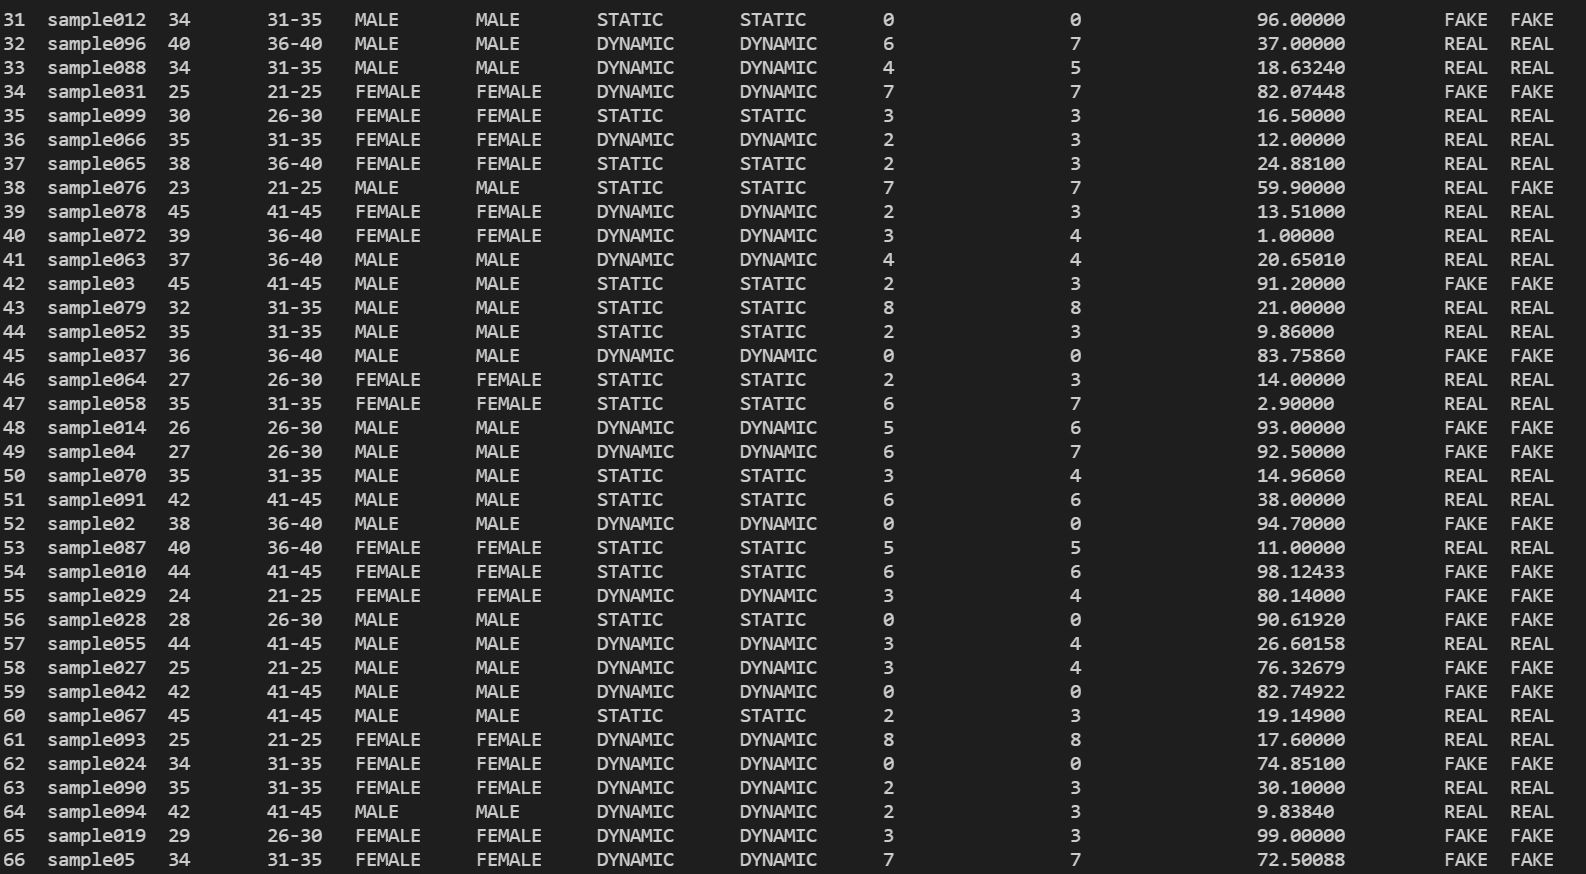 31 sample012 34 31-35 MALE MALE STATIC STATIC 0 0 96.00000 FAKE FAKE
32 sample096 40 36-40 MALE MALE DYNAMIC DYNAMIC 6 7 37.00000 REAL REAL
33 sample088 34 31-35 MALE MALE DYNAMIC DYNAMIC 4 5 18.63240 REAL REAL
34 sample031 25 21-25 FEMALE FEMALE DYNAMIC DYNAMIC 7 7 82.07448 FAKE FAKE
35 sample099 30 26-30 FEMALE FEMALE STATIC STATIC 3 3 16.50000 REAL REAL
36 sample066 35 31-35 FEMALE FEMALE DYNAMIC DYNAMIC 2 3 12.00000 REAL REAL
37 sample065 38 36-40 FEMALE FEMALE STATIC STATIC 2 3 24.88100 REAL REAL
38 sample076 23 21-25 MALE MALE STATIC STATIC 7 7 59.90000 REAL FAKE
39 sample078 45 41-45 FEMALE FEMALE DYNAMIC DYNAMIC 2 3 13.51000 REAL REAL
40 sample072 39 36-40 FEMALE FEMALE DYNAMIC DYNAMIC 3 4 1.00000 REAL REAL
41 sample063 37 36-40 MALE MALE DYNAMIC DYNAMIC 4 4 20.65010 REAL REAL
42 sample03 45 41-45 MALE MALE STATIC STATIC 2 3 91.20000 FAKE FAKE
43 sample079 32 31-35 MALE MALE STATIC STATIC 8 8 21.00000 REAL REAL
44 sample052 35 31-35 MALE MALE STATIC STATIC 2 3 9.86000 REAL REAL
45 sample037 36 36-40 MALE MALE DYNAMIC DYNAMIC 0 0 83.75860 FAKE FAKE
46 sample064 27 26-30 FEMALE FEMALE STATIC STATIC 2 3 14.00000 REAL REAL
47 sample058 35 31-35 FEMALE FEMALE STATIC STATIC 6 7 2.90000 REAL REAL
48 sample014 26 26-30 MALE MALE DYNAMIC DYNAMIC 5 6 93.00000 FAKE FAKE
49 sample04 27 26-30 MALE MALE DYNAMIC DYNAMIC 6 7 92.50000 FAKE FAKE
50 sample070 35 31-35 MALE MALE STATIC STATIC 3 4 14.96060 REAL REAL
51 sample091 42 41-45 MALE MALE STATIC STATIC 6 6 38.00000 REAL REAL
52 sample02 38 36-40 MALE MALE DYNAMIC DYNAMIC 0 0 94.70000 FAKE FAKE
53 sample087 40 36-40 FEMALE FEMALE STATIC STATIC 5 5 11.00000 REAL REAL
54 sample010 44 41-45 FEMALE FEMALE STATIC STATIC 6 6 98.12433 FAKE FAKE
55 sample029 24 21-25 FEMALE FEMALE DYNAMIC DYNAMIC 3 4 80.14000 FAKE FAKE
56 sample028 28 26-30 MALE MALE STATIC STATIC 0 0 90.61920 FAKE FAKE
57 sample055 44 41-45 MALE MALE DYNAMIC DYNAMIC 3 4 26.60158 REAL REAL
58 sample027 25 21-25 MALE MALE DYNAMIC DYNAMIC 3 4 76.32679 FAKE FAKE
59 sample042 42 41-45 MALE MALE DYNAMIC DYNAMIC 0 0 82.74922 FAKE FAKE
60 sample067 45 41-45 MALE MALE STATIC STATIC 2 3 19.14900 REAL REAL
61 sample093 25 21-25 FEMALE FEMALE DYNAMIC DYNAMIC 8 8 17.60000 REAL REAL
62 sample024 34 31-35 FEMALE FEMALE DYNAMIC DYNAMIC 0 0 74.85100 FAKE FAKE
63 sample090 35 31-35 FEMALE FEMALE DYNAMIC DYNAMIC 2 3 30.10000 REAL REAL
64 sample094 42 41-45 MALE MALE DYNAMIC DYNAMIC 2 3 9.83840 REAL REAL
65 sample019 29 26-30 FEMALE FEMALE DYNAMIC DYNAMIC 3 3 99.00000 FAKE FAKE
66 sample05 34 31-35 FEMALE FEMALE DYNAMIC DYNAMIC 7 7 72.50088 FAKE FAKE